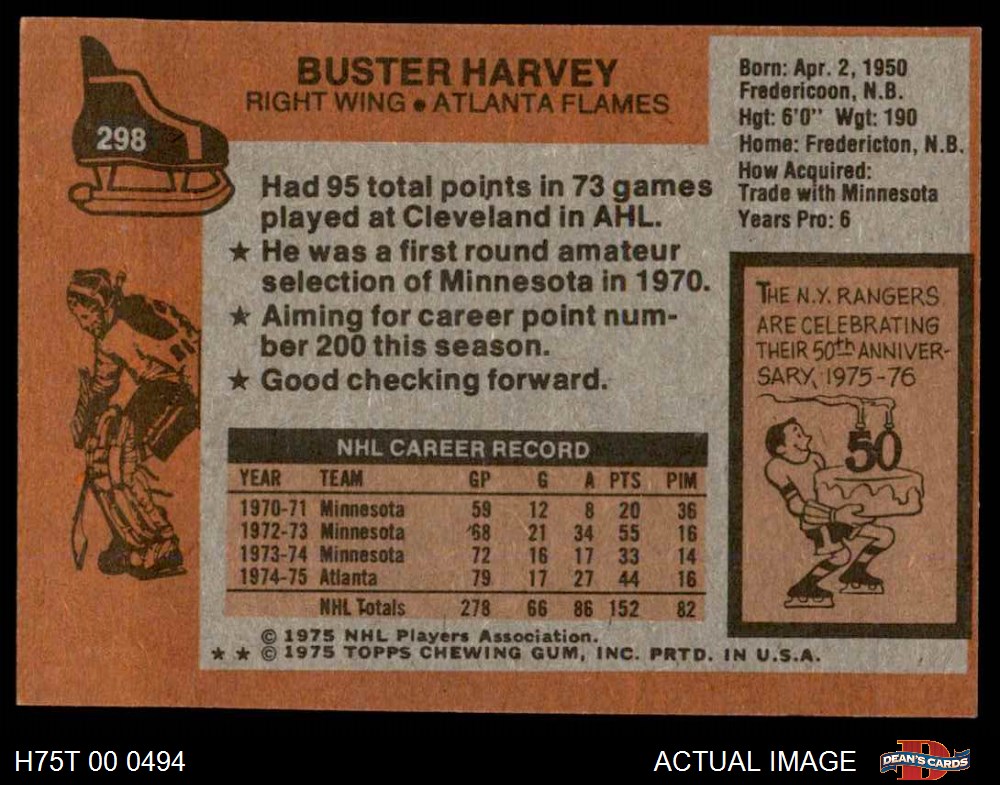 298
BUSTER HARVEY
RIGHT WING ● ATLANTA FLAMES
Born: Apr. 2, 1950
Fredericoon, N.B.
Hgt: 6'0" Wgt: 190
Home: Fredericton, N.B.
How Acquired:
Trade with Minnesota
Years Pro: 6
Had 95 total points in 73 games
played at Cleveland in AHL.
★ He was a first round amateur
selection of Minnesota in 1970.
★ Aiming for career point num-
ber 200 this season.
★ Good checking forward.
THE N.Y. RANGERS
ARE CELEBRATING
THEIR 50th ANNIVER-
SARY, 1975-76
50
NHL CAREER RECORD
YEAR TEAM GP G A PTS PIM
1970-71 Minnesota 59 12 8 20 36
1972-73 Minnesota 68 21 34 55 16
1973-74 Minnesota 72 16 17 33 14
1974-75 Atlanta 79 17 27 44 16
NHL Totals 278 66 86 152 82
© 1975 NHL Players Association.
★ ★ © 1975 TOPPS CHEWING GUM, INC. PRTD. IN U.S.A.
H75T 00 0494
ACTUAL IMAGE
D
DEAN'S CARDS